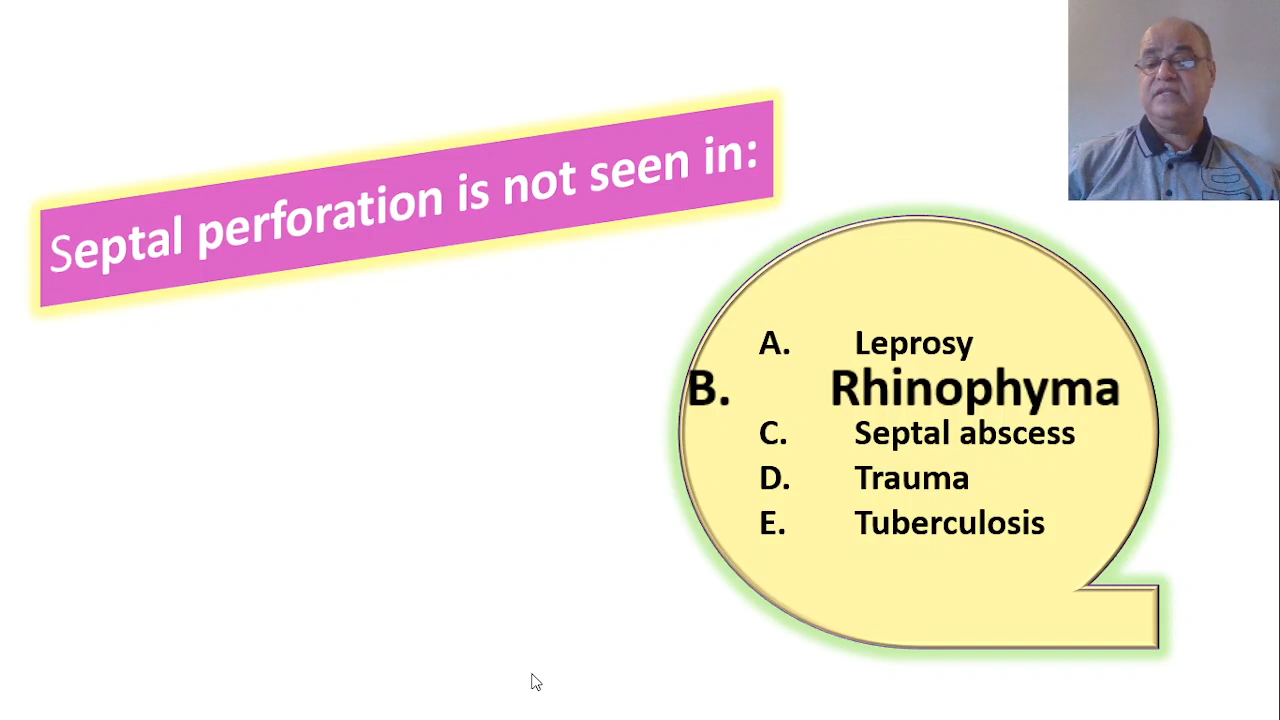 Septal perforation is not seen in:
A. Leprosy
B. Rhinophyma
C. Septal abscess
D. Trauma
E. Tuberculosis